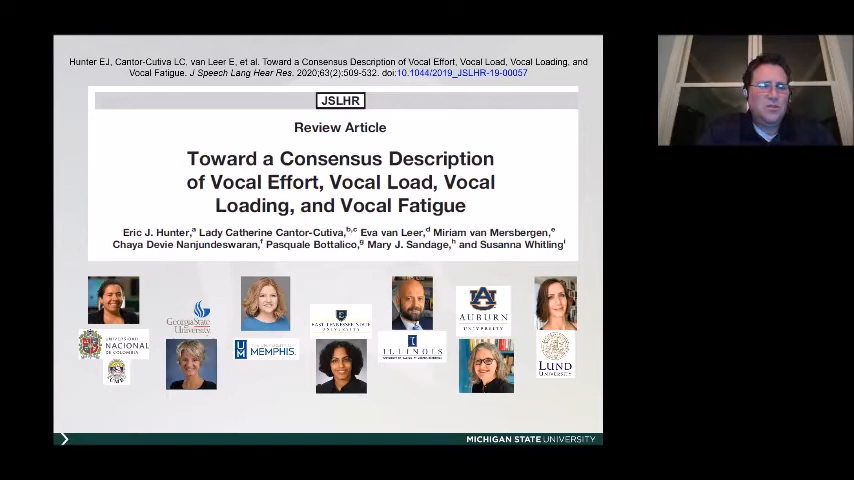 Hunter EJ, Cantor-Cutiva LC, van Leer E, et al. Toward a Consensus Description of Vocal Effort, Vocal Load, Vocal Loading, and
Vocal Fatigue. J Speech Lang Hear Res. 2020;63(2):509-532. doi:10.1044/2019_JSLHR-19-00057
JSLHR
Review Article
Toward a Consensus Description
of Vocal Effort, Vocal Load, Vocal
Loading, and Vocal Fatigue
Eric J. Hunter,a Lady Catherine Cantor-Cutiva,b,c Eva van Leer,d Miriam van Mersbergen,e
Chaya Devie Nanjundeswaran,f Pasquale Bottalico,g Mary J. Sandage,h and Susanna Whitlingi
GeorgiaState
University
EAST TENNESSEE STATE
UNIVERSITY
AUBURN
UNIVERSITY
UNIVERSIDAD
NACIONAL
DE COLOMBIA
UM
MEMPHIS.
ILLINOIS
LUND
UNIVERSITY
MICHIGAN STATE UNIVERSITY